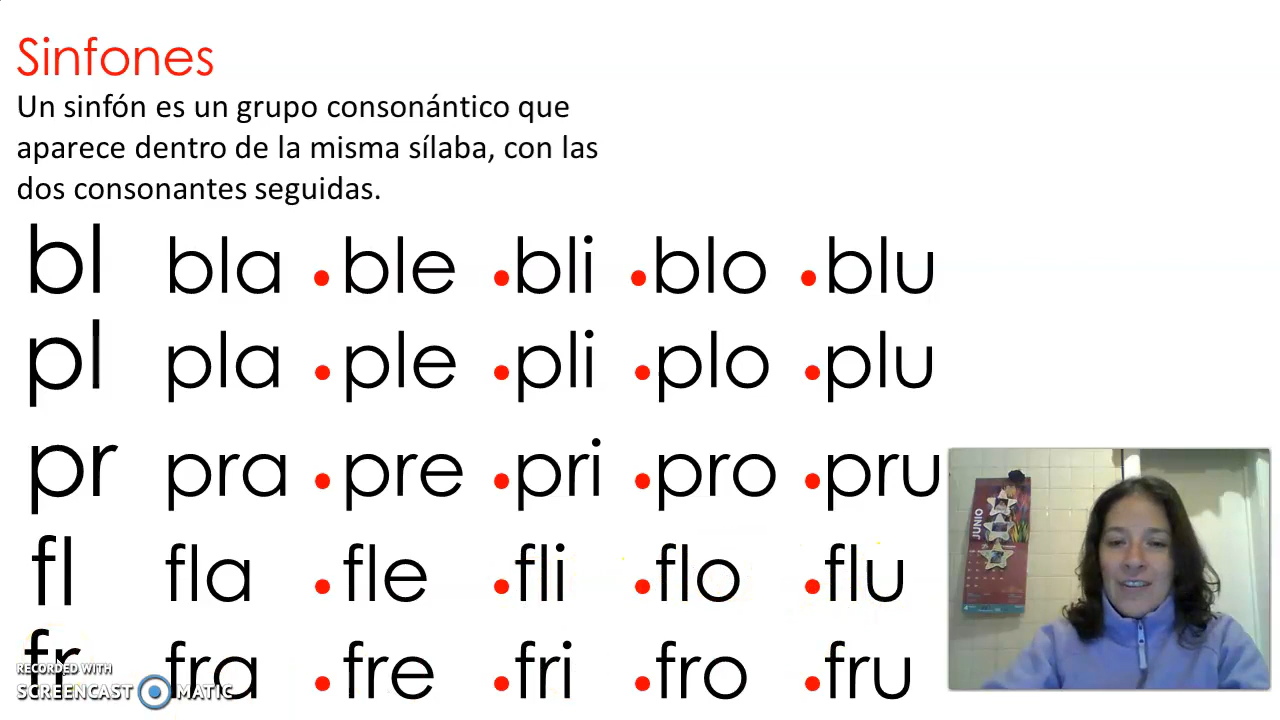 Sinfones
Un sinfón es un grupo consonántico que
aparece dentro de la misma sílaba, con las
dos consonantes seguidas.
bl bla •ble •bli •blo •blu
pl pla •ple •pli •plo •plu
pr pra •pre •pri •pro •pru
JUNIO
fl fla •fle •fli •flo •flu
fr fra •fre •fri •fro •fru
RECORDED WITH
SCREENCAST MATIC